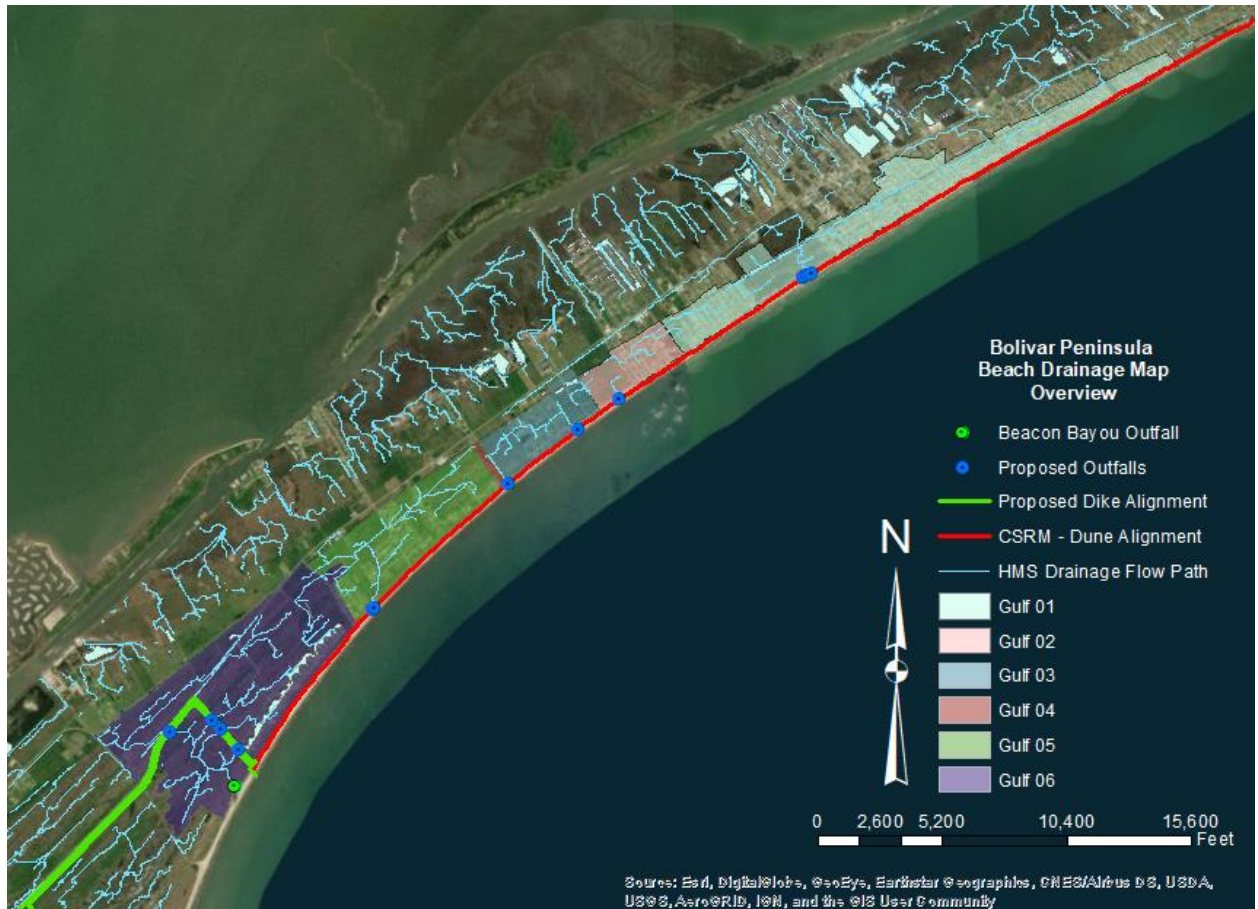 Bolivar Peninsula
Beach Drainage Map
Overview
Beacon Bayou Outfall
Proposed Outfalls
Proposed Dike Alignment
CSRM - Dune Alignment
HMS Drainage Flow Path
N
Gulf 01
Gulf 02
Gulf 03
Gulf 04
Gulf 05
Gulf 06
0 2,600 5,200 10,400 15,600
Feet
Source: Esri, DigitalGlobe, GeoEye, Earthstar Geographics, CNES/Airbus DS, USDA,
USGS, AeroGRID, IGN, and the GIS User Community